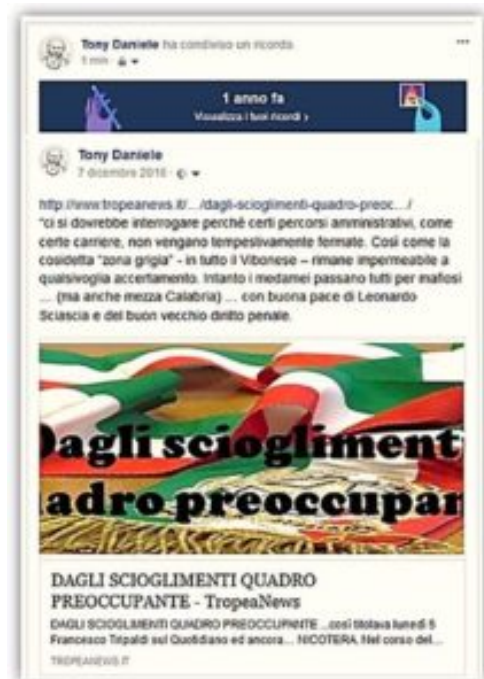 Tony Daniele ha condiviso un ricordo
1 min
1 anno fa
Visualizza i tuoi ricordi ›
Tony Daniele
7 dicembre 2016
http://www.tropeanews.it/.../dagli-scioglimenti-quadro-preoc.../
"ci si dovrebbe interrogare perché certi percorsi amministrativi, come
certe carriere, non vengano tempestivamente fermate. Così come la
cosidetta "zona grigia" - in tutto il Vibonese – rimane impermeabile a
qualsivoglia accertamento. Intanto i medamei passano tutti per mafiosi
... (ma anche mezza Calabria) ... con buona pace di Leonardo
Sciascia e del buon vecchio diritto penale.
Dagli scioglimenti
adro preoccupan
DAGLI SCIOGLIMENTI QUADRO
PREOCCUPANTE - TropeaNews
DAGLI SCIOGLIMENTI QUADRO PREOCCUPANTE ...così titolava lunedì 5
Francesco Tripaldi sul Quotidiano ed ancora... NICOTERA. Nel corso del...
TROPEANEWS.IT